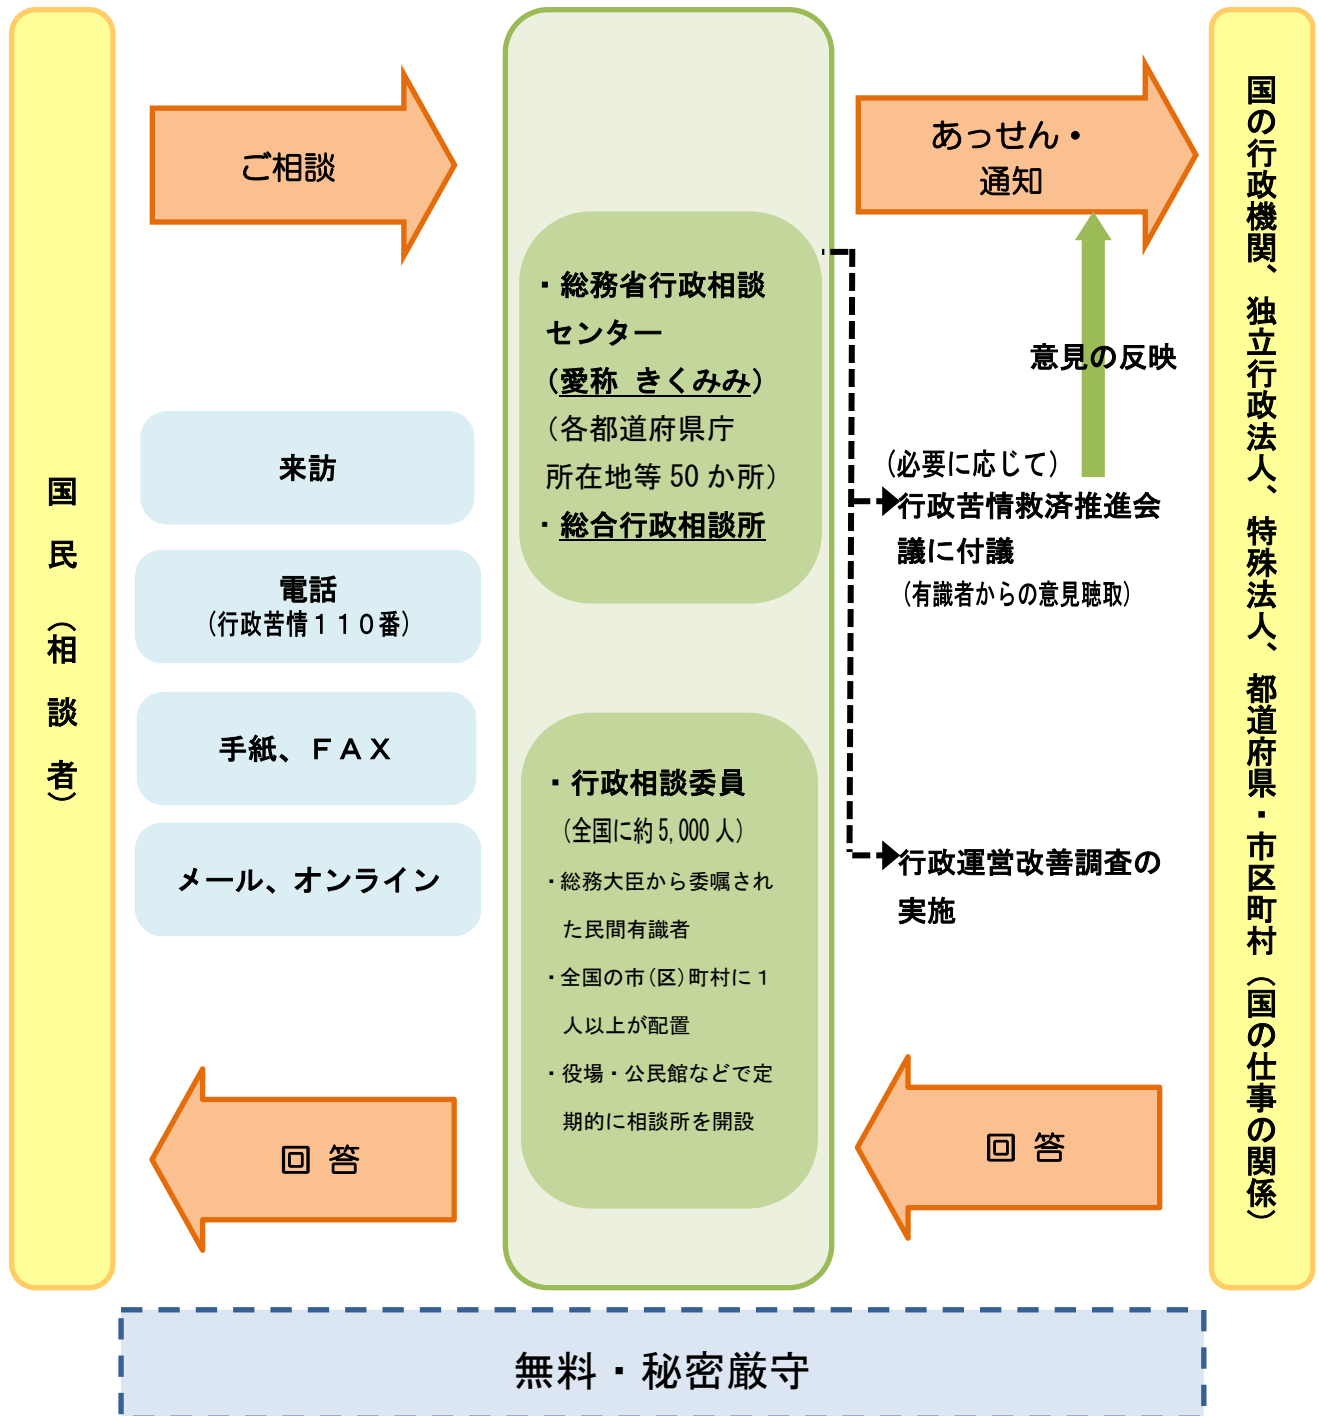 国民（相談者）
ご相談
来訪
電話
（行政苦情１１０番）
手紙、ＦＡＸ
メール、オンライン
回 答
・総務省行政相談
センター
（愛称 きくみみ）
（各都道府県庁
所在地等 50 か所）
・総合行政相談所
・行政相談委員
（全国に約 5,000 人）
・総務大臣から委嘱され
た民間有識者
・全国の市(区)町村に１
人以上が配置
・役場・公民館などで定
期的に相談所を開設
あっせん・
通知
意見の反映
（必要に応じて）
行政苦情救済推進会
議に付議
（有識者からの意見聴取）
行政運営改善調査の
実施
回 答
国の行政機関、独立行政法人、特殊法人、都道府県・市区町村（国の仕事の関係）
無料・秘密厳守